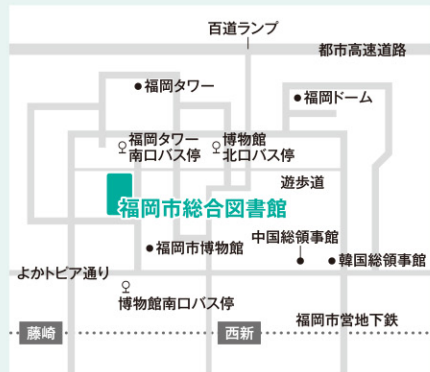 百道ランプ
都市高速道路
福岡タワー
福岡ドーム
福岡タワー
南口バス停
博物館
北口バス停
遊歩道
福岡市総合図書館
中国総領事館
福岡市博物館
韓国総領事館
よかトピア通り
博物館南口バス停
福岡市営地下鉄
藤崎
西新